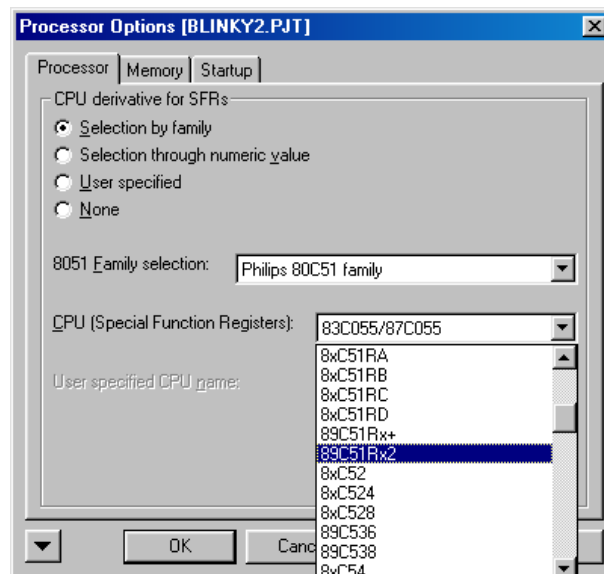 Processor Options [BLINKY2.PJT]
Processor Memory Startup
CPU derivative for SFRs
Selection by family
Selection through numeric value
User specified
None
8051 Family selection: Philips 80C51 family
CPU (Special Function Registers): 83C055/87C055
8xC51RA
8xC51RB
User specified CPU name:
8xC51RC
8xC51RD
89C51Rx+
89C51Rx2
8xC52
8xC524
8xC528
89C536
89C538
8xC54
OK Canc